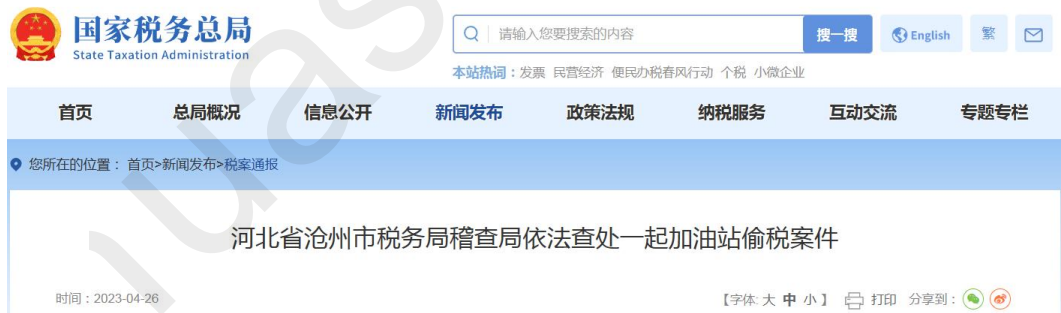 国家税务总局
State Taxation Administration
请输入您要搜索的内容 搜一搜 English 繁
本站热词：发票 民营经济 便民办税春风行动 个税 小微企业
首页 总局概况 信息公开 新闻发布 政策法规 纳税服务 互动交流 专题专栏
您所在的位置： 首页>新闻发布>税案通报
河北省沧州市税务局稽查局依法查处一起加油站偷税案件
时间：2023-04-26 【字体:大 中 小】 打印 分享到：